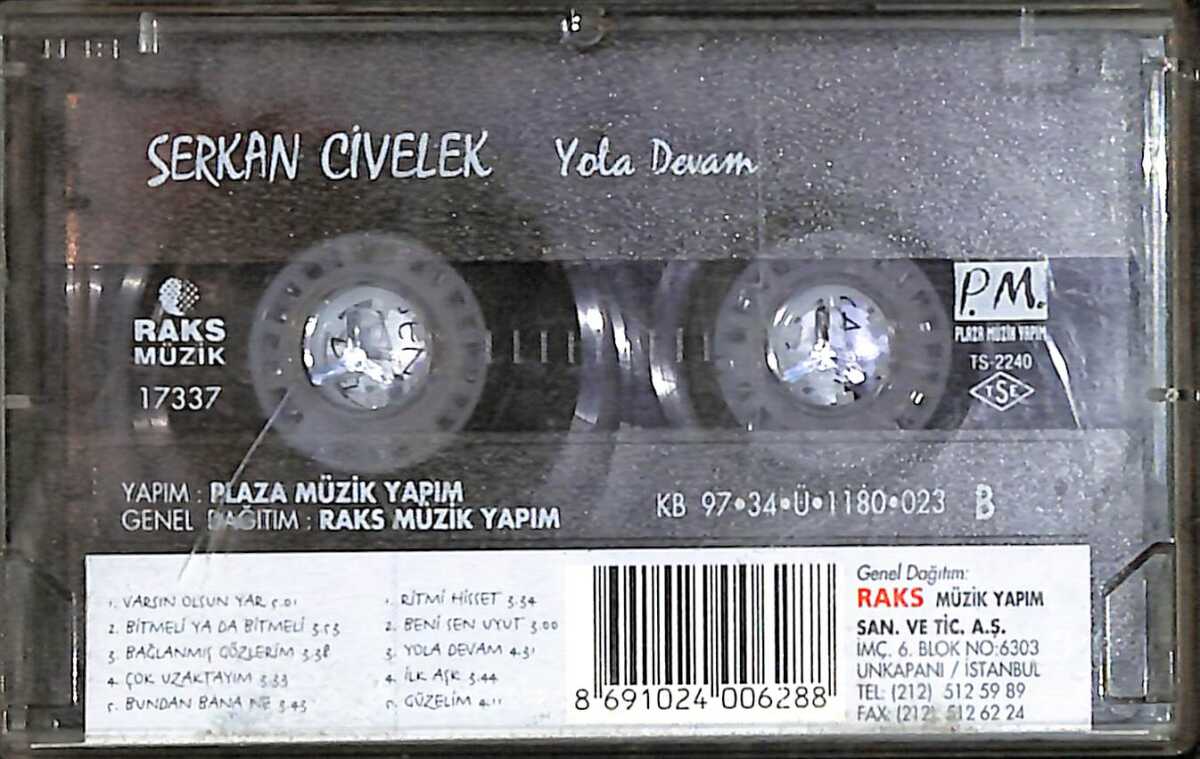 SERKAN CİVELEK Yola Devam
RAKS
MÜZİK
17337
P.M.
PLAZA MÜZİK YAPIM
TS-2240
TSE
YAPIM : PLAZA MÜZİK YAPIM
GENEL DAĞITIM : RAKS MÜZİK YAPIM
KB 97•34•Ü•1180•023 B
1. VARSIN OLSUN YAR 5.01
2. BİTMELİ YA DA BİTMELİ 3.53
3. BAĞLANMIŞ GÖZLERİM 3.38
4. ÇOK UZAKTAYIM 3.33
5. BUNDAN BANA NE 3.43
1. RİTMİ HİSSET 3.34
2. BENİ SEN UYUT 3.00
3. YOLA DEVAM 4.31
4. İLK AŞK 3.44
5. GÜZELİM 4.11
8 691024 006288
Genel Dağıtım:
RAKS MÜZİK YAPIM
SAN. VE TİC. A.Ş.
İMÇ. 6. BLOK NO:6303
UNKAPANI / İSTANBUL
TEL: (212) 512 59 89
FAX: (212) 512 62 24